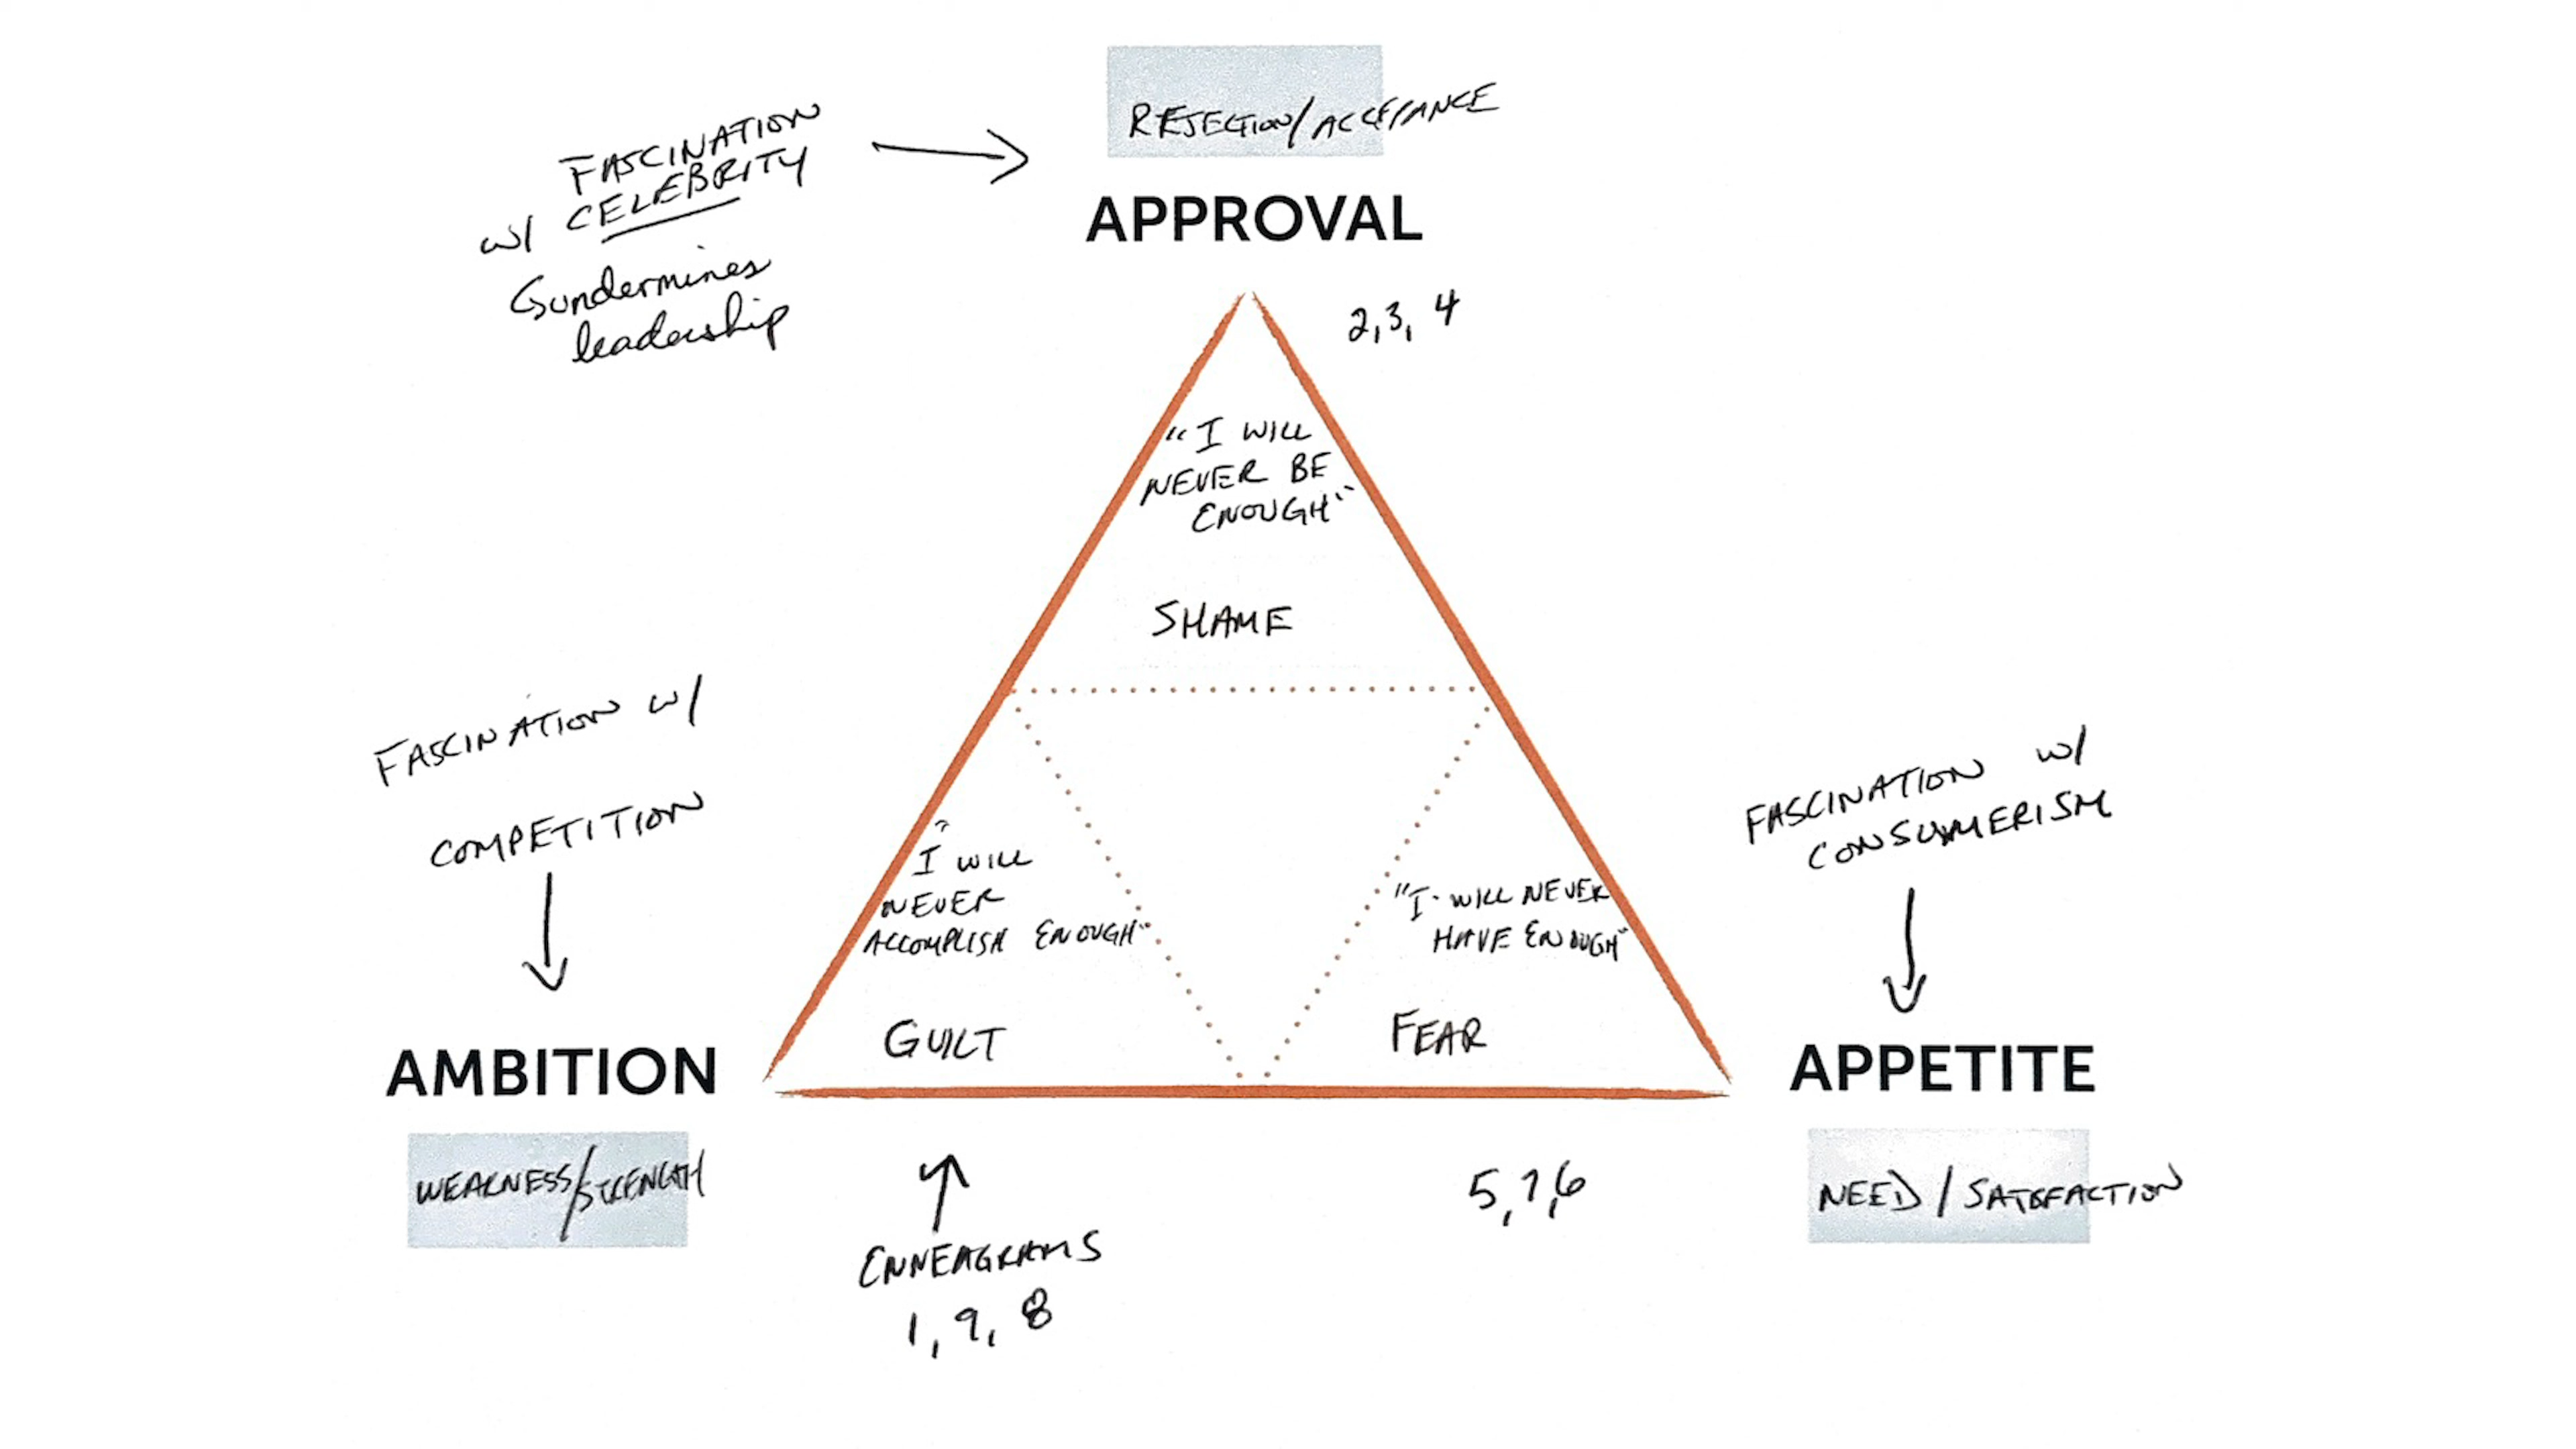 REJECTION/ACCEPTANCE
APPROVAL
FASCINATION
w/ CELEBRITY
undermines
leadership
2, 3, 4
"I WILL
NEVER BE
ENOUGH"
SHAME
FASCINATION w/
COMPETITION
AMBITION
WEAKNESS/STRENGTH
"
I WILL
NEVER
ACCOMPLISH ENOUGH"
GUILT
"I WILL NEVER
HAVE ENOUGH"
FEAR
FASCINATION w/
CONSUMERISM
APPETITE
NEED / SATISFACTION
ENNEAGRAMS
1, 9, 8
5, 7, 6